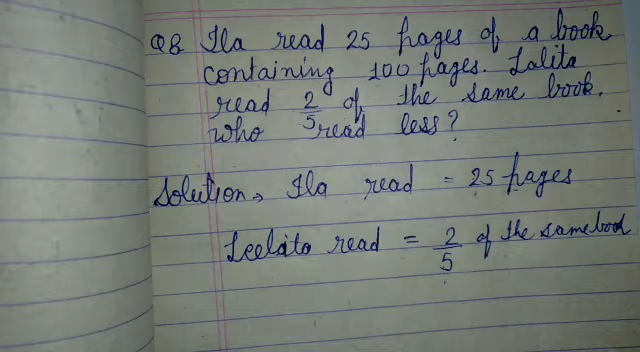 Q8 Ila read 25 pages of a book
containing 100 pages. Lalita
read 2/5 of the same book.
who read less?
Solution→ Ila read = 25 pages
Leelata read = 2/5 of the same book